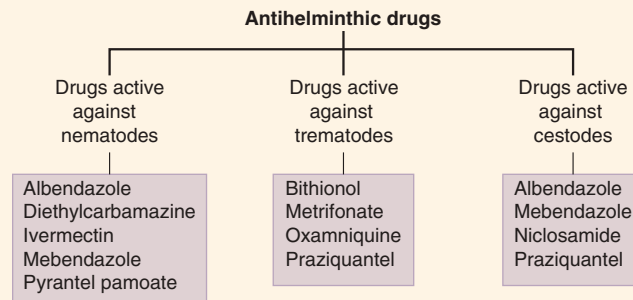 Antihelminthic drugs
Drugs active
against
nematodes
Albendazole
Diethylcarbamazine
Ivermectin
Mebendazole
Pyrantel pamoate
Drugs active
against
trematodes
Bithionol
Metrifonate
Oxamniquine
Praziquantel
Drugs active
against
cestodes
Albendazole
Mebendazole
Niclosamide
Praziquantel